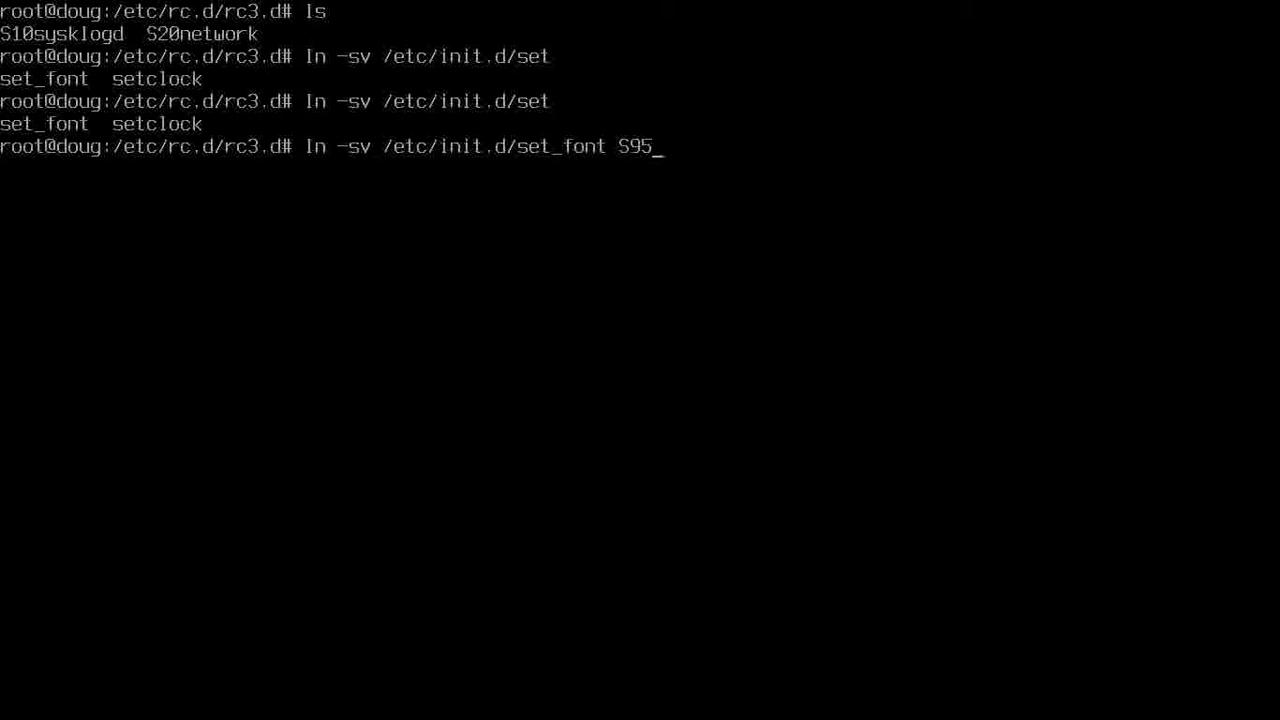 root@doug:/etc/rc.d/rc3.d# ls
S10sysklogd  S20network
root@doug:/etc/rc.d/rc3.d# ln -sv /etc/init.d/set
set_font  setclock
root@doug:/etc/rc.d/rc3.d# ln -sv /etc/init.d/set
set_font  setclock
root@doug:/etc/rc.d/rc3.d# ln -sv /etc/init.d/set_font S95_